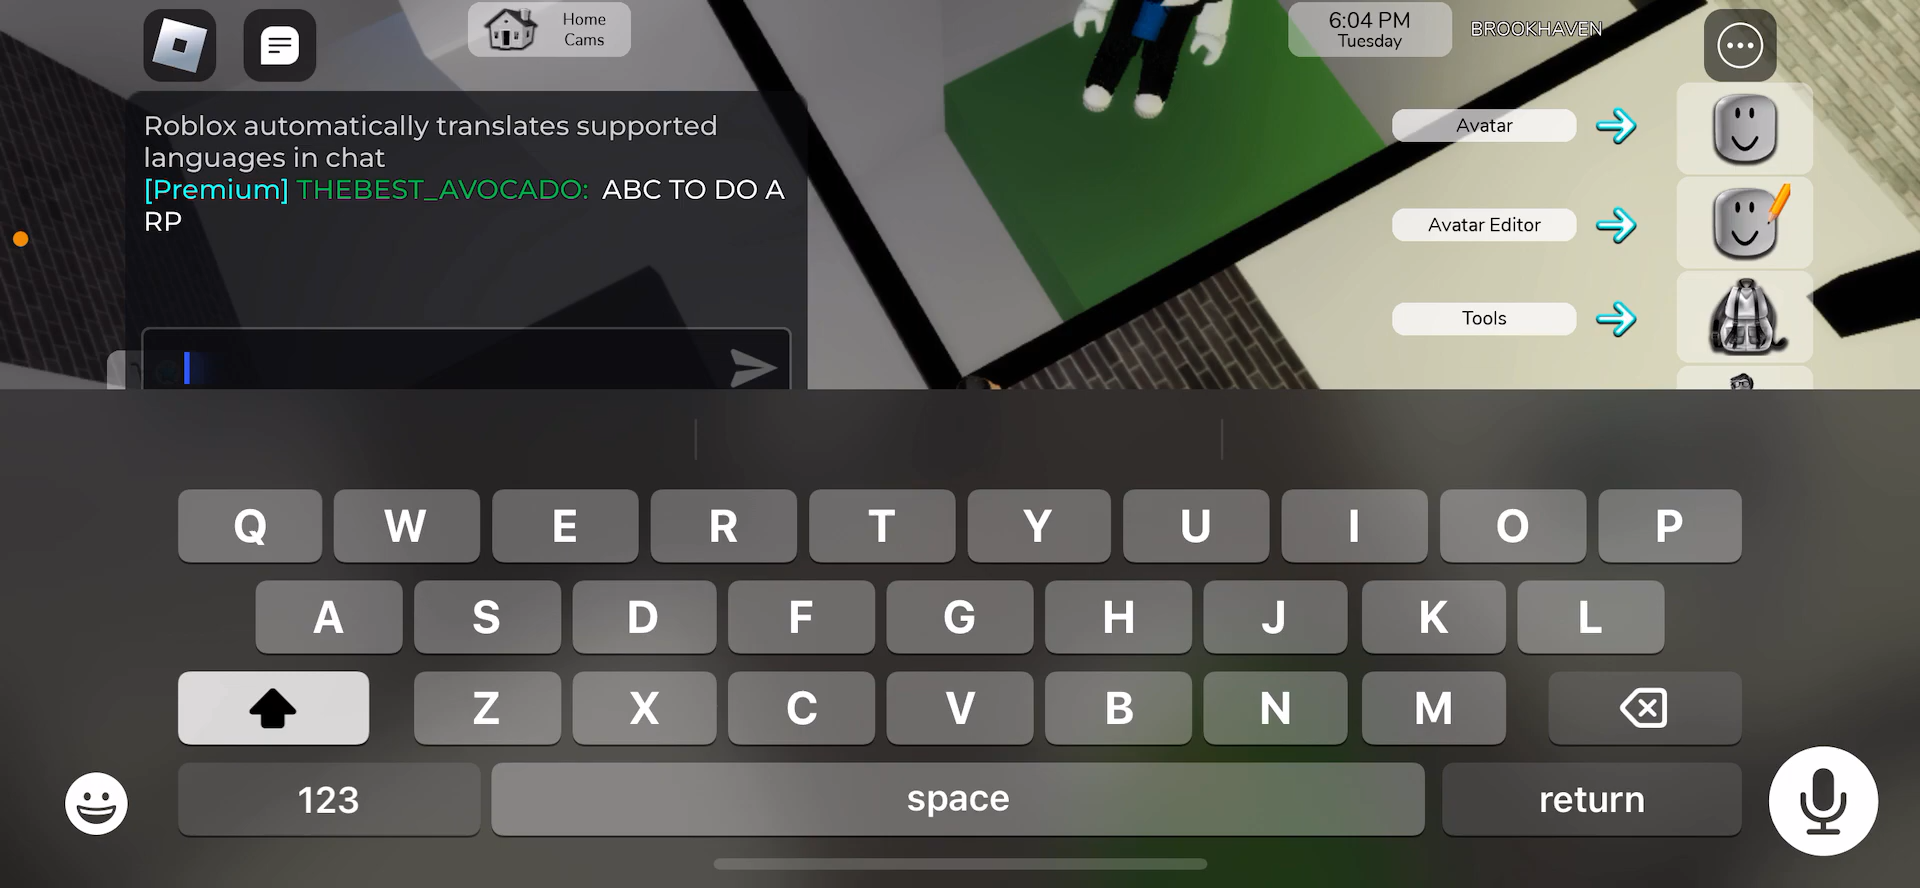 Home
Cams
6:04 PM
Tuesday
BROOKHAVEN
Roblox automatically translates supported
languages in chat
[Premium] THEBEST_AVOCADO: ABC TO DO A
RP
Avatar
Avatar Editor
Tools
Q W E R T Y U I O P
A S D F G H J K L
Z X C V B N M
123 space return